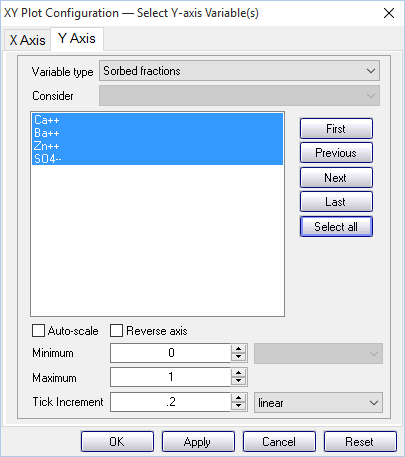 XY Plot Configuration — Select Y-axis Variable(s)
X Axis Y Axis
Variable type Sorbed fractions
Consider
Ca++
Ba++
Zn++
SO4--
First
Previous
Next
Last
Select all
Auto-scale Reverse axis
Minimum 0
Maximum 1
Tick Increment .2 linear
OK Apply Cancel Reset